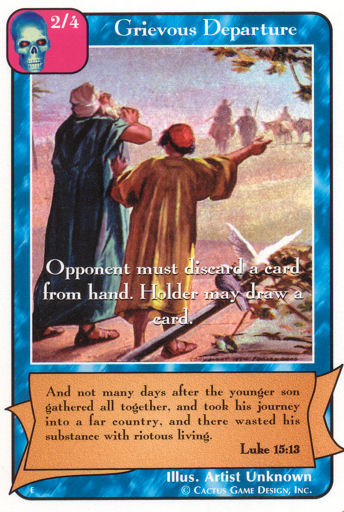 2/4
Grievous Departure
Opponent must discard a card
from hand. Holder may draw a
card.
And not many days after the younger son
gathered all together, and took his journey
into a far country, and there wasted his
substance with riotous living.
Luke 15:13
Illus. Artist Unknown
E
© Cactus Game Design, Inc.